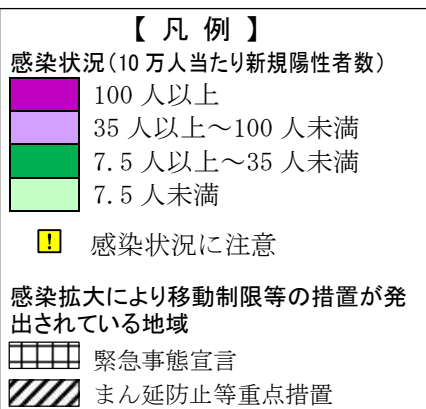 【 凡 例 】
感染状況(10 万人当たり新規陽性者数)
100 人以上
35 人以上～100 人未満
7.5 人以上～35 人未満
7.5 人未満
! 感染状況に注意
感染拡大により移動制限等の措置が発
出されている地域
緊急事態宣言
まん延防止等重点措置